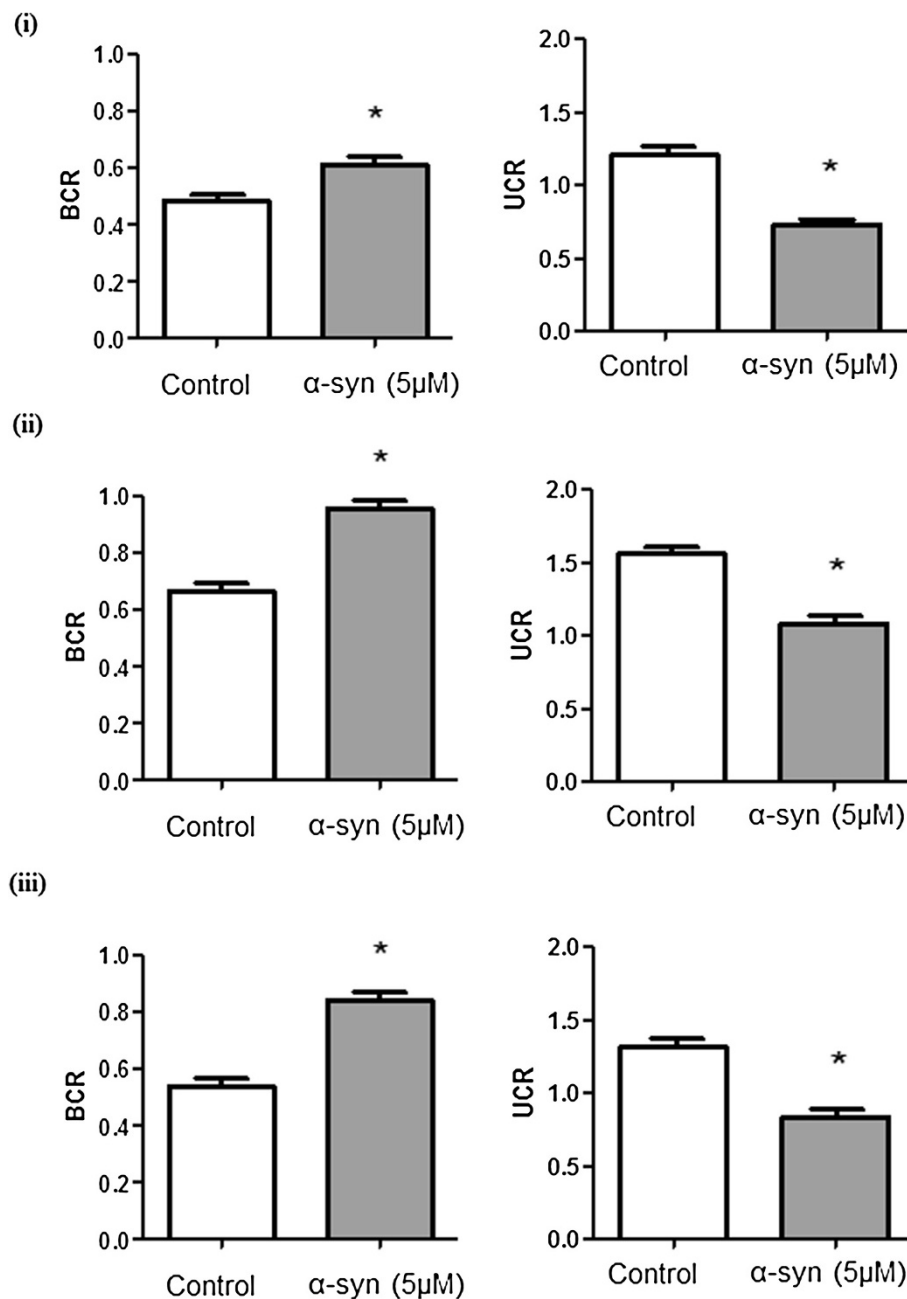 (i)
1.0
0.8
0.6
0.4
0.2
0.0
BCR
*
Control
α-syn (5µM)
2.0
1.5
1.0
0.5
0.0
UCR
*
Control
α-syn (5µM)
(ii)
1.0
0.8
0.6
0.4
0.2
0.0
BCR
*
Control
α-syn (5µM)
2.0
1.5
1.0
0.5
0.0
UCR
*
Control
α-syn (5µM)
(iii)
1.0
0.8
0.6
0.4
0.2
0.0
BCR
*
Control
α-syn (5µM)
2.0
1.5
1.0
0.5
0.0
UCR
*
Control
α-syn (5µM)